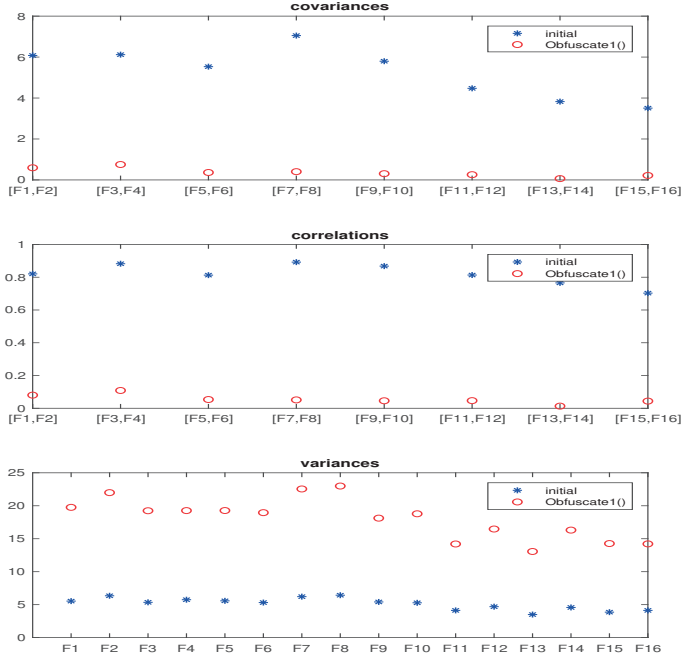 covariances
8
6
4
2
0
initial
Obfuscate1()
[F1,F2] [F3,F4] [F5,F6] [F7,F8] [F9,F10] [F11,F12] [F13,F14] [F15,F16]
correlations
1
0.8
0.6
0.4
0.2
0
initial
Obfuscate1()
[F1,F2] [F3,F4] [F5,F6] [F7,F8] [F9,F10] [F11,F12] [F13,F14] [F15,F16]
variances
25
20
15
10
5
0
initial
Obfuscate1()
F1 F2 F3 F4 F5 F6 F7 F8 F9 F10 F11 F12 F13 F14 F15 F16